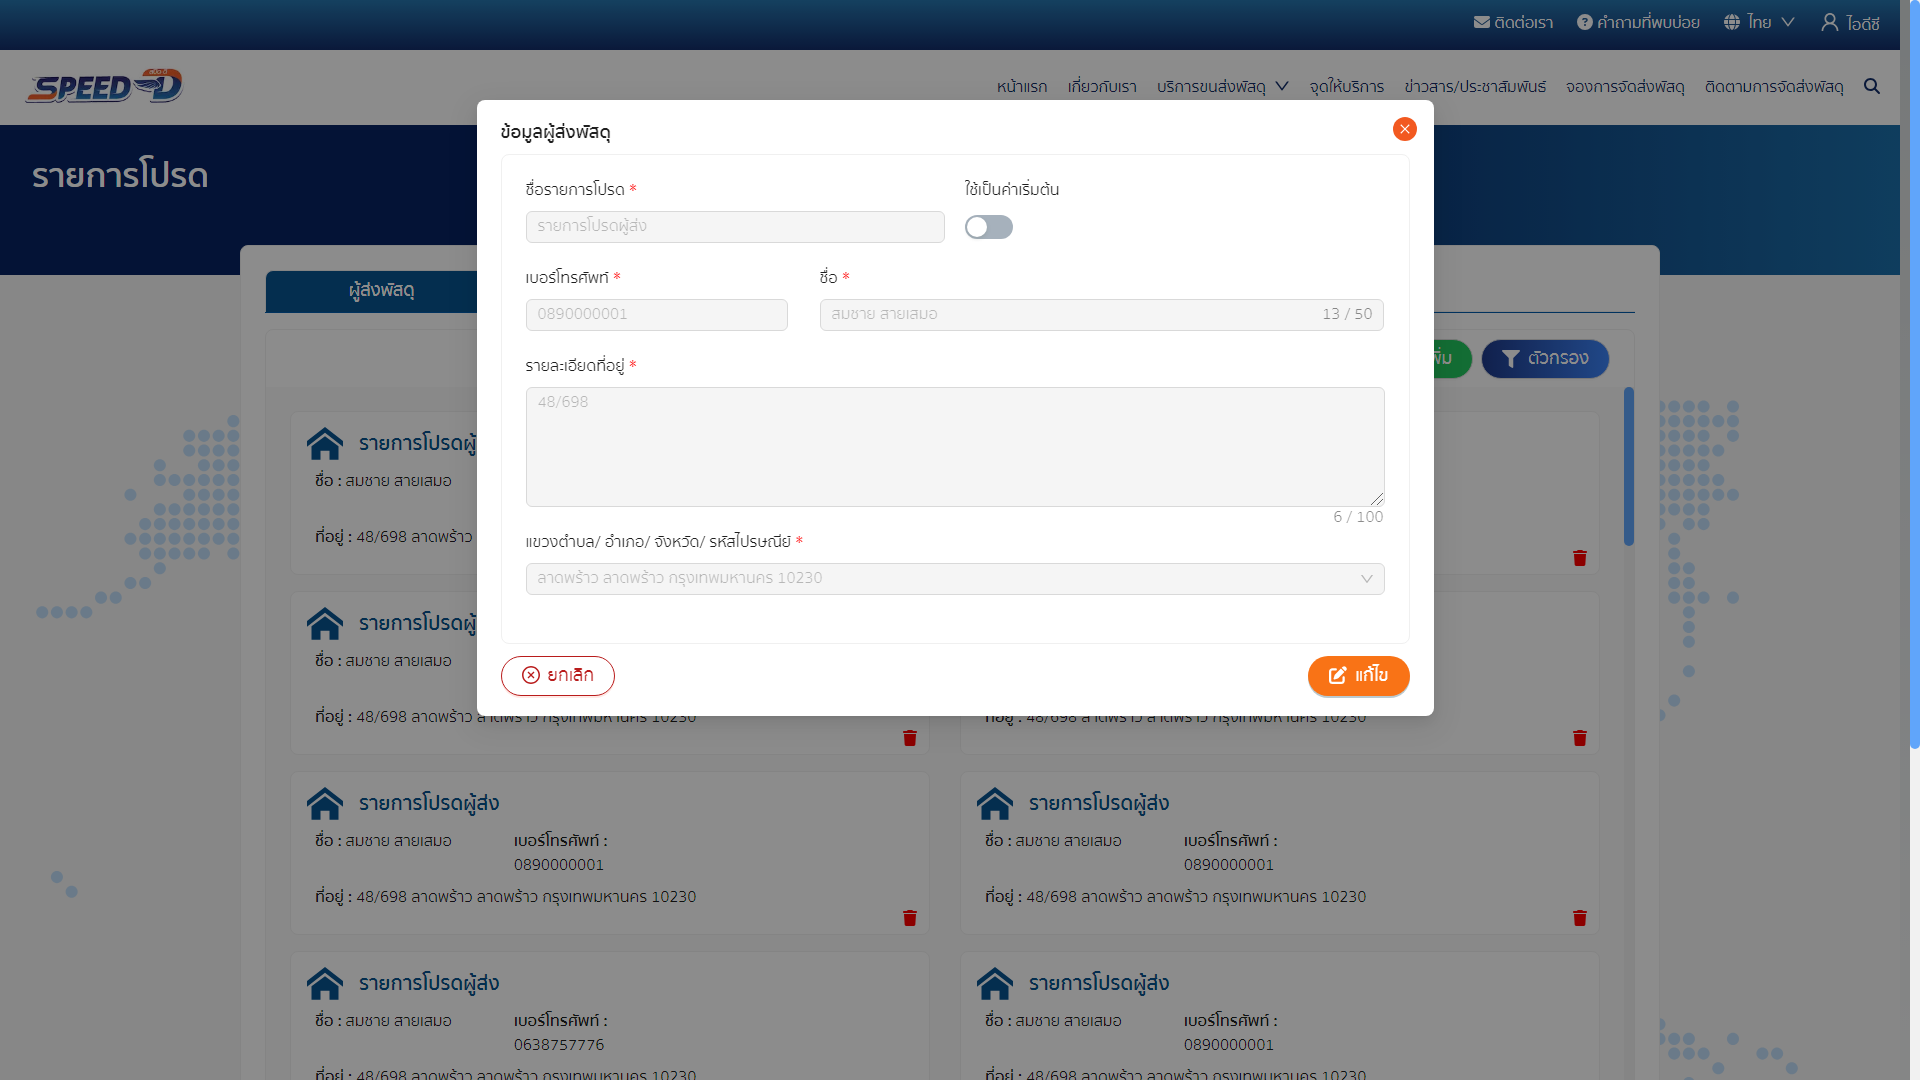 ติดต่อเรา คำถามที่พบบ่อย ไทย ไอดีซี
SPEED-D หน้าแรก เกี่ยวกับเรา บริการขนส่งพัสดุ จุดให้บริการ ข่าวสาร/ประชาสัมพันธ์ จองการจัดส่งพัสดุ ติดตามการจัดส่งพัสดุ
รายการโปรด
ข้อมูลผู้ส่งพัสดุ
ชื่อรายการโปรด * ใช้เป็นค่าเริ่มต้น
รายการโปรดผู้ส่ง
เบอร์โทรศัพท์ * ชื่อ *
0890000001 สมชาย สายเสมอ 13 / 50
รายละเอียดที่อยู่ *
48/698
6 / 100
แขวงตำบล/ อำเภอ/ จังหวัด/ รหัสไปรษณีย์ *
ลาดพร้าว ลาดพร้าว กรุงเทพมหานคร 10230
ยกเลิก แก้ไข
ผู้ส่งพัสดุ
ตัวกรอง
รายการโปรดผู้
ชื่อ : สมชาย สายเสมอ
ที่อยู่ : 48/698 ลาดพร้าว
รายการโปรดผู้
ชื่อ : สมชาย สายเสมอ
ที่อยู่ : 48/698 ลาดพร้าว ลาดพร้าว กรุงเทพมหานคร 10230
ที่อยู่ : 48/698 ลาดพร้าว ลาดพร้าว กรุงเทพมหานคร 10230
รายการโปรดผู้ส่ง
ชื่อ : สมชาย สายเสมอ เบอร์โทรศัพท์ :
0890000001
ที่อยู่ : 48/698 ลาดพร้าว ลาดพร้าว กรุงเทพมหานคร 10230
รายการโปรดผู้ส่ง
ชื่อ : สมชาย สายเสมอ เบอร์โทรศัพท์ :
0890000001
ที่อยู่ : 48/698 ลาดพร้าว ลาดพร้าว กรุงเทพมหานคร 10230
รายการโปรดผู้ส่ง
ชื่อ : สมชาย สายเสมอ เบอร์โทรศัพท์ :
0638757776
ที่อยู่ : 48/698 ลาดพร้าว ลาดพร้าว กรุงเทพมหานคร 10230
รายการโปรดผู้ส่ง
ชื่อ : สมชาย สายเสมอ เบอร์โทรศัพท์ :
0890000001
ที่อยู่ : 48/698 ลาดพร้าว ลาดพร้าว กรุงเทพมหานคร 10230